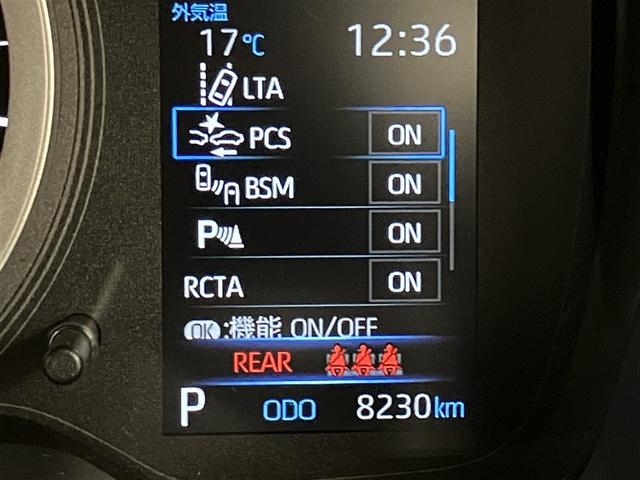 外気温
17℃ 12:36
LTA
PCS ON
BSM ON
P ON
RCTA ON
OK:機能 ON/OFF
REAR
P ODO 8230km